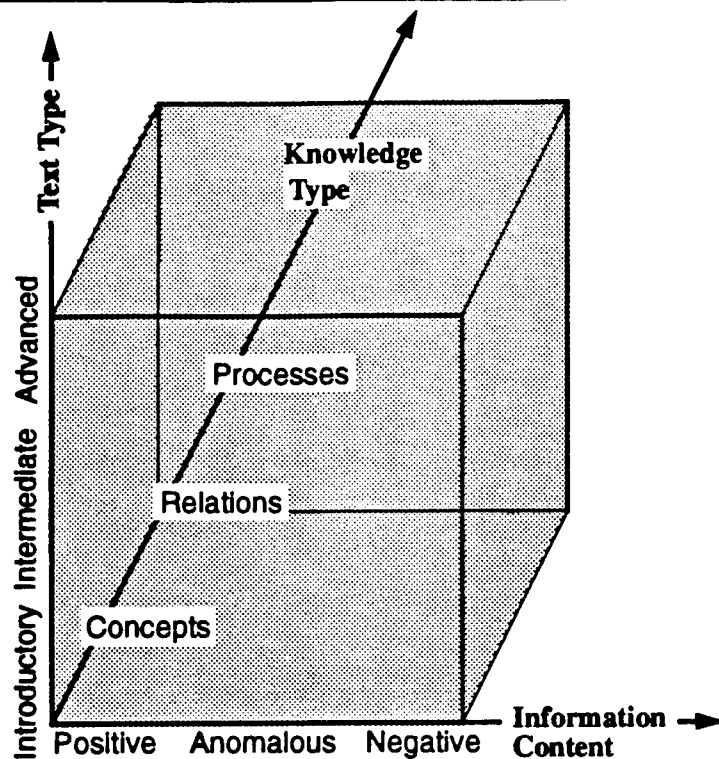 Text Type
Knowledge
Type
Introductory Intermediate Advanced
Processes
Relations
Concepts
Positive Anomalous Negative
Information
Content